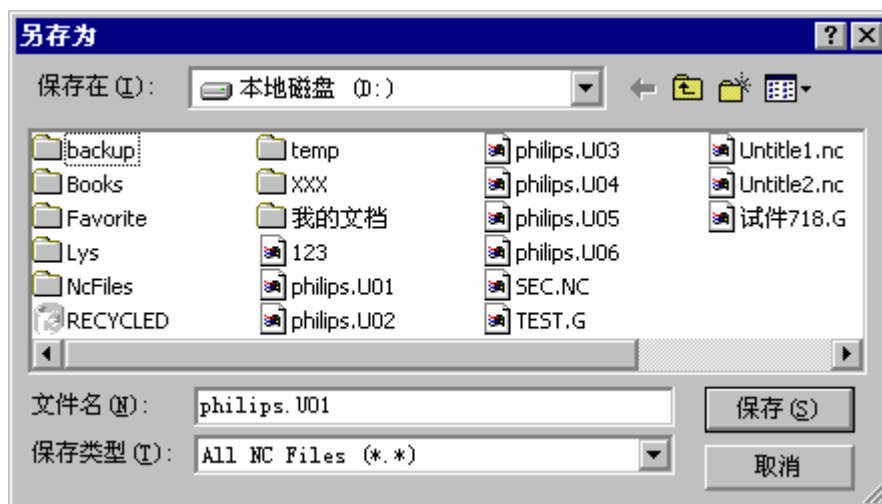 另存为
保存在(I): 本地磁盘 (D:)
backup temp philips.U03 Untitle1.nc
Books XXX philips.U04 Untitle2.nc
Favorite 我的文档 philips.U05 试件718.G
Lys 123 philips.U06
NcFiles philips.U01 SEC.NC
RECYCLED philips.U02 TEST.G
文件名(N): philips.U01 保存(S)
保存类型(T): All NC Files (*.*) 取消